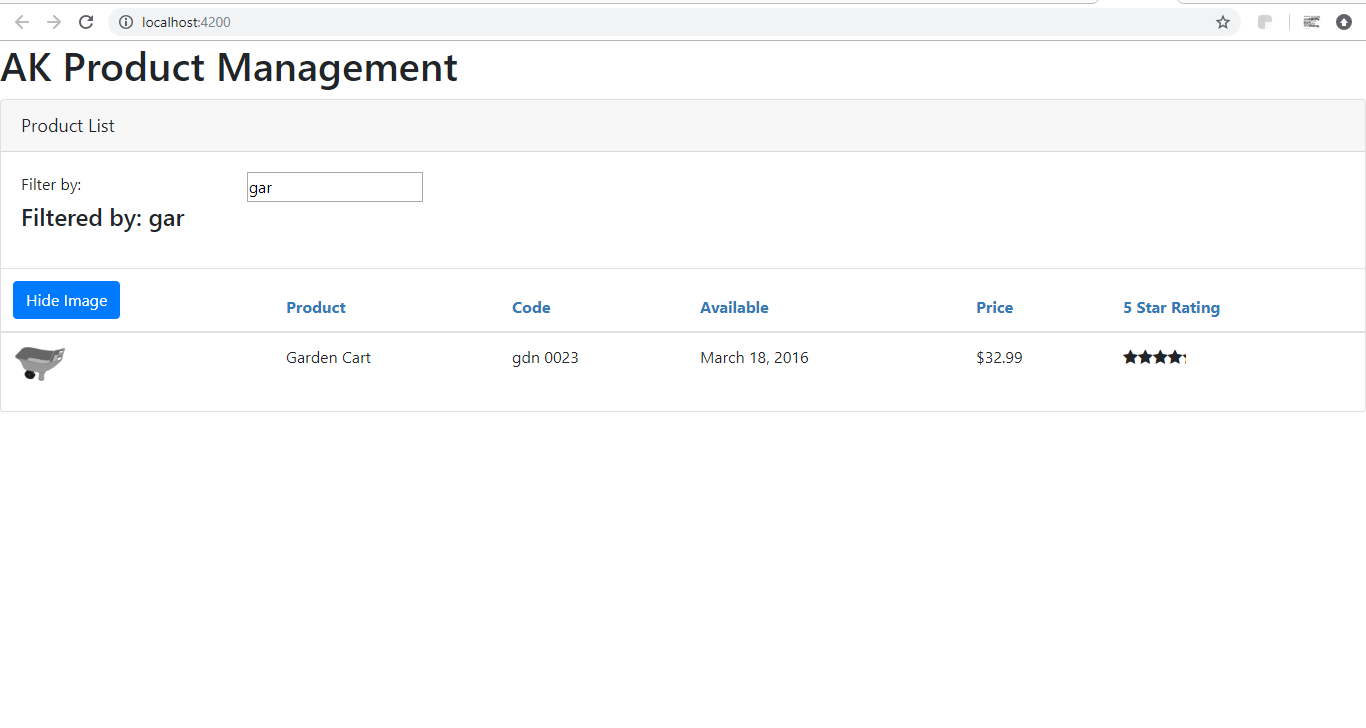 localhost:4200
AK Product Management
Product List
Filter by:
gar
Filtered by: gar
Hide Image
Product
Code
Available
Price
5 Star Rating
Garden Cart
gdn 0023
March 18, 2016
$32.99